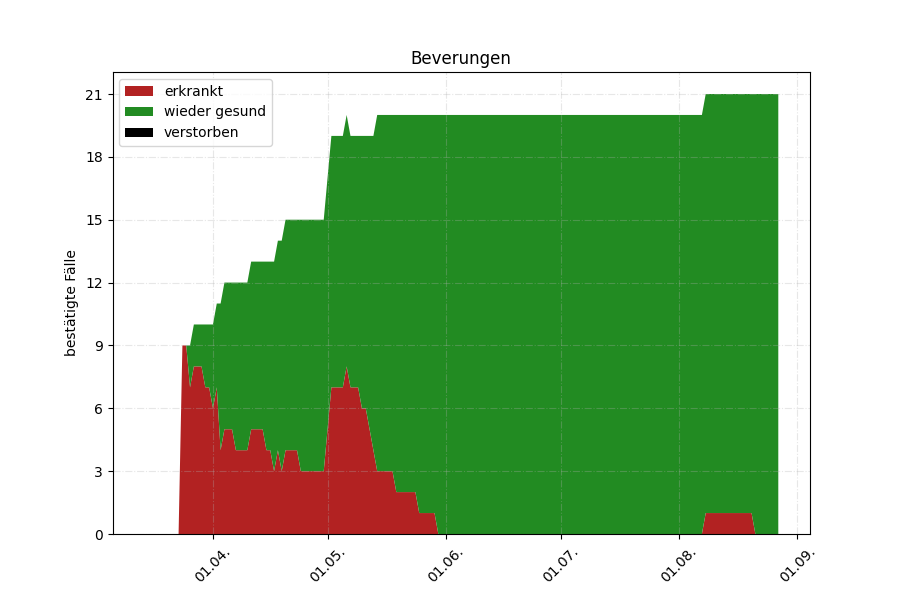 Beverungen
erkrankt
wieder gesund
verstorben
bestätigte Fälle
21
18
15
12
9
6
3
0
01.04.
01.05.
01.06.
01.07.
01.08.
01.09.